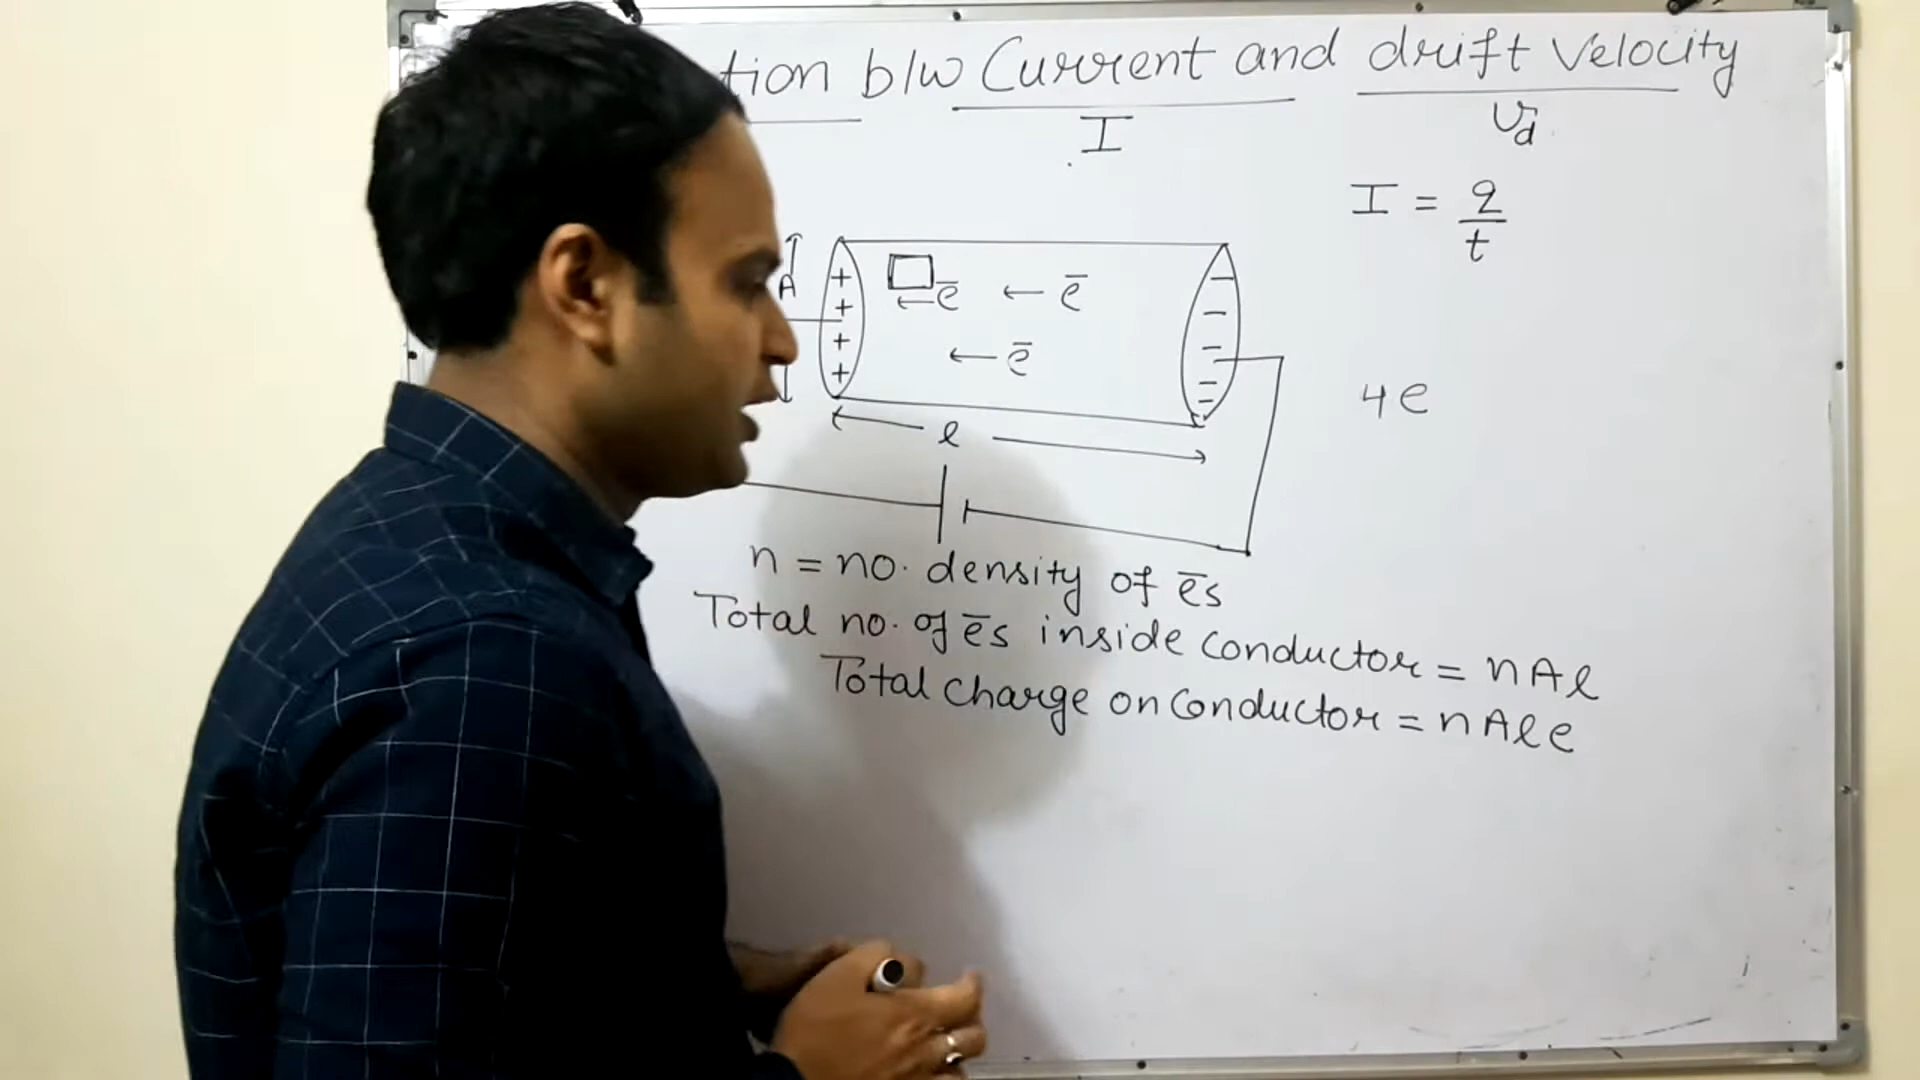 tion b/w Current and drift Velocity
I
v̄d
I = q/t
A
+ + + +
← ē ← ē
← ē
− − − − −
4e
l
n = no. density of ēs
Total no. of ēs inside conductor = nAl
Total Charge on Conductor = nAle